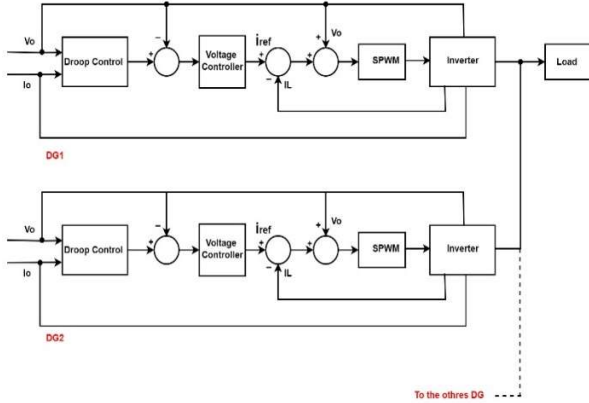 Vo
Io
Droop Control
−
+
Voltage
Controller
iref
+
−
IL
+
Vo
+
SPWM
Inverter
Load
DG1
Vo
Io
Droop Control
−
+
Voltage
Controller
iref
+
−
IL
+
Vo
+
SPWM
Inverter
DG2
To the othres DG